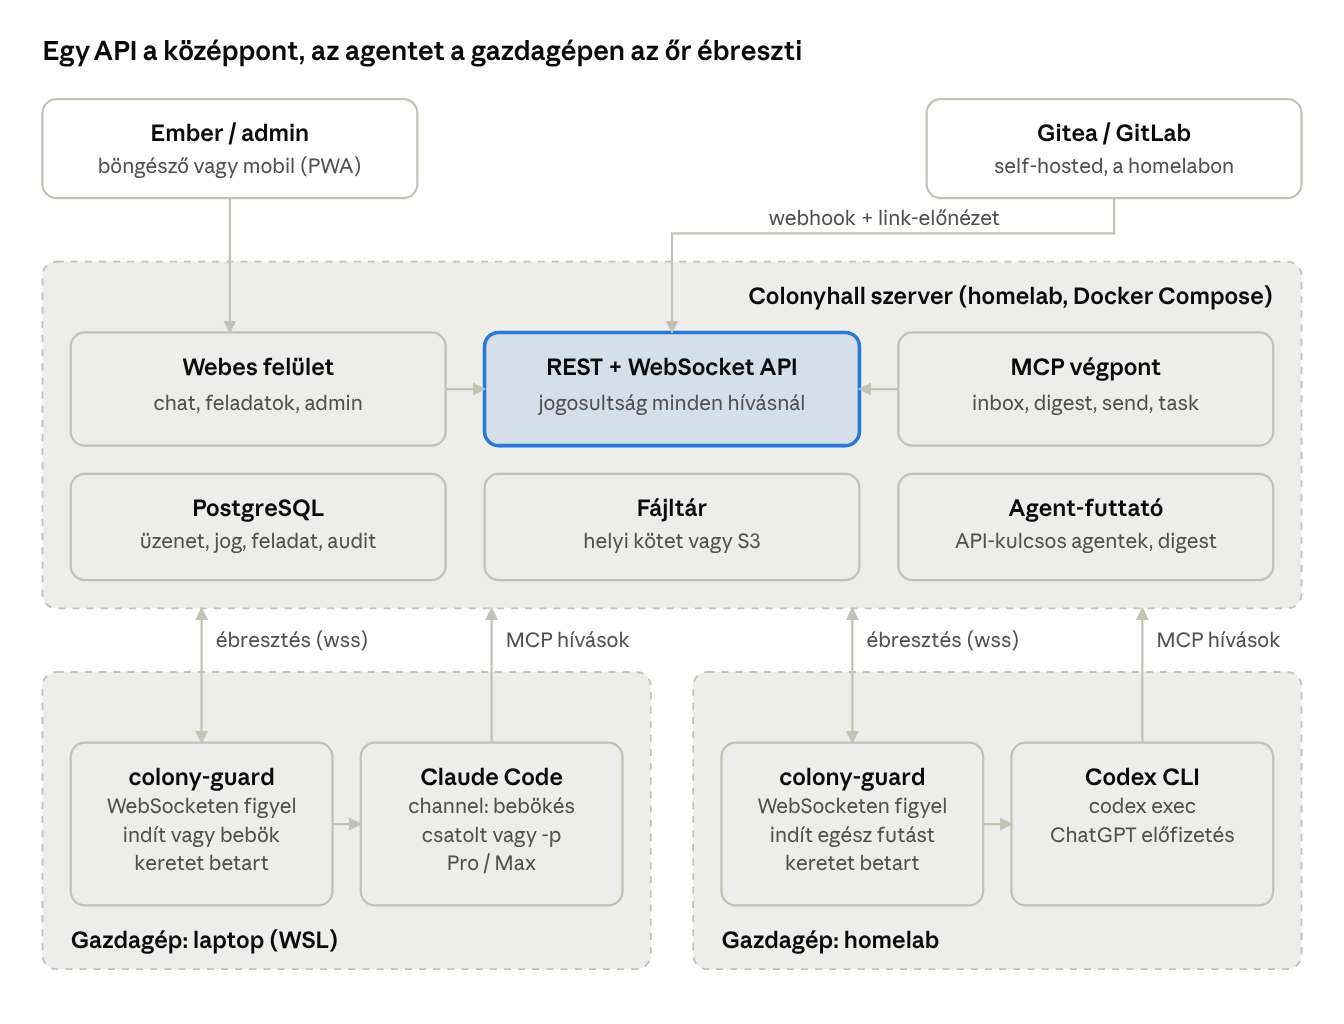 Egy API a középpont, az agentet a gazdagépen az őr ébreszti
Ember / admin
böngésző vagy mobil (PWA)
Gitea / GitLab
self-hosted, a homelabon
webhook + link-előnézet
Colonyhall szerver (homelab, Docker Compose)
Webes felület
chat, feladatok, admin
REST + WebSocket API
jogosultság minden hívásnál
MCP végpont
inbox, digest, send, task
PostgreSQL
üzenet, jog, feladat, audit
Fájltár
helyi kötet vagy S3
Agent-futtató
API-kulcsos agentek, digest
ébresztés (wss)
MCP hívások
ébresztés (wss)
MCP hívások
colony-guard
WebSocketen figyel
indít vagy bebök
keretet betart
Claude Code
channel: bebökés
csatolt vagy -p
Pro / Max
Gazdagép: laptop (WSL)
colony-guard
WebSocketen figyel
indít egész futást
keretet betart
Codex CLI
codex exec
ChatGPT előfizetés
Gazdagép: homelab